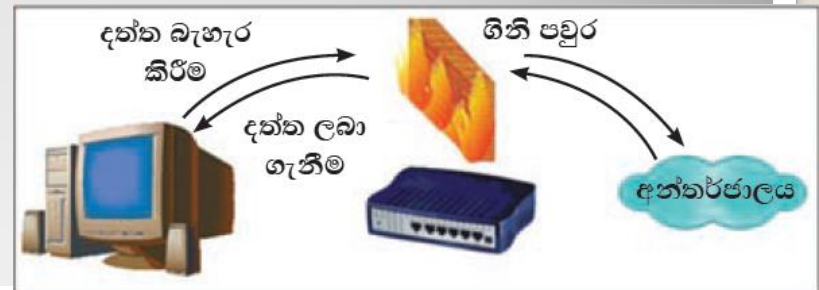 දත්ත බැහැර
කිරීම
ගිනි පවුර
දත්ත ලබා
ගැනීම
අන්තර්ජාලය